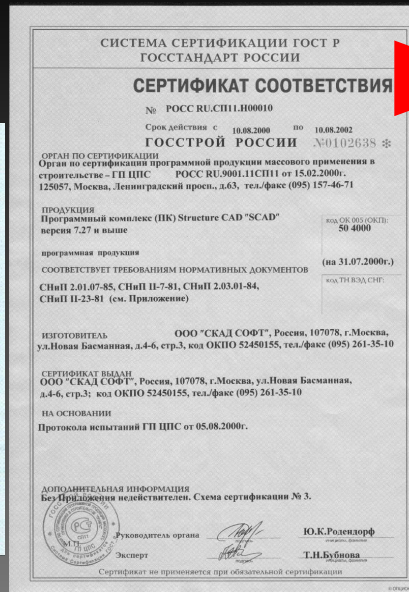 СИСТЕМА СЕРТИФИКАЦИИ ГОСТ Р
ГОССТАНДАРТ РОССИИ
СЕРТИФИКАТ СООТВЕТСТВИЯ
№ РОСС RU.СП11.Н00010
Срок действия с 10.08.2000 по 10.08.2002
ГОССТРОЙ РОССИИ №0102638 ✻
ОРГАН ПО СЕРТИФИКАЦИИ
Орган по сертификации программной продукции массового применения в
строительстве – ГП ЦПС РОСС RU.9001.11СП11 от 15.02.2000г.
125057, Москва, Ленинградский просп., д.63, тел./факс (095) 157-46-71
ПРОДУКЦИЯ
Программный комплекс (ПК) Structure CAD "SCAD"
версия 7.27 и выше
код ОК 005 (ОКП):
50 4000
программная продукция
(на 31.07.2000г.)
СООТВЕТСТВУЕТ ТРЕБОВАНИЯМ НОРМАТИВНЫХ ДОКУМЕНТОВ
код ТН ВЭД СНГ:
СНиП 2.01.07-85, СНиП II-7-81, СНиП 2.03.01-84,
СНиП II-23-81 (см. Приложение)
ИЗГОТОВИТЕЛЬ ООО "СКАД СОФТ", Россия, 107078, г.Москва,
ул.Новая Басманная, д.4-6, стр.3, код ОКПО 52450155, тел./факс (095) 261-35-10
СЕРТИФИКАТ ВЫДАН
ООО "СКАД СОФТ", Россия, 107078, г.Москва, ул.Новая Басманная,
д.4-6, стр.3; код ОКПО 52450155, тел./факс (095) 261-35-10
НА ОСНОВАНИИ
Протокола испытаний ГП ЦПС от 05.08.2000г.
ДОПОЛНИТЕЛЬНАЯ ИНФОРМАЦИЯ
Без Приложения недействителен. Схема сертификации № 3.
М.П.
Руководитель органа Ю.К.Родендорф
подпись инициалы, фамилия
Эксперт Т.Н.Бубнова
подпись инициалы, фамилия
Сертификат не применяется при обязательной сертификации